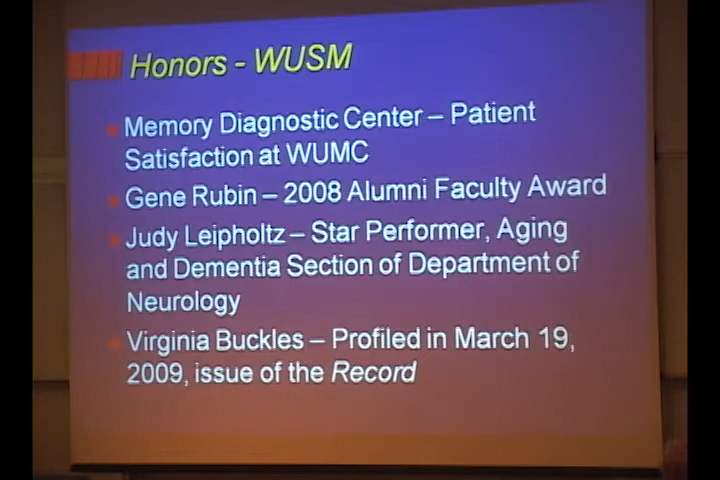 Honors - WUSM
Memory Diagnostic Center – Patient
Satisfaction at WUMC
Gene Rubin – 2008 Alumni Faculty Award
Judy Leipholtz – Star Performer, Aging
and Dementia Section of Department of
Neurology
Virginia Buckles – Profiled in March 19,
2009, issue of the Record